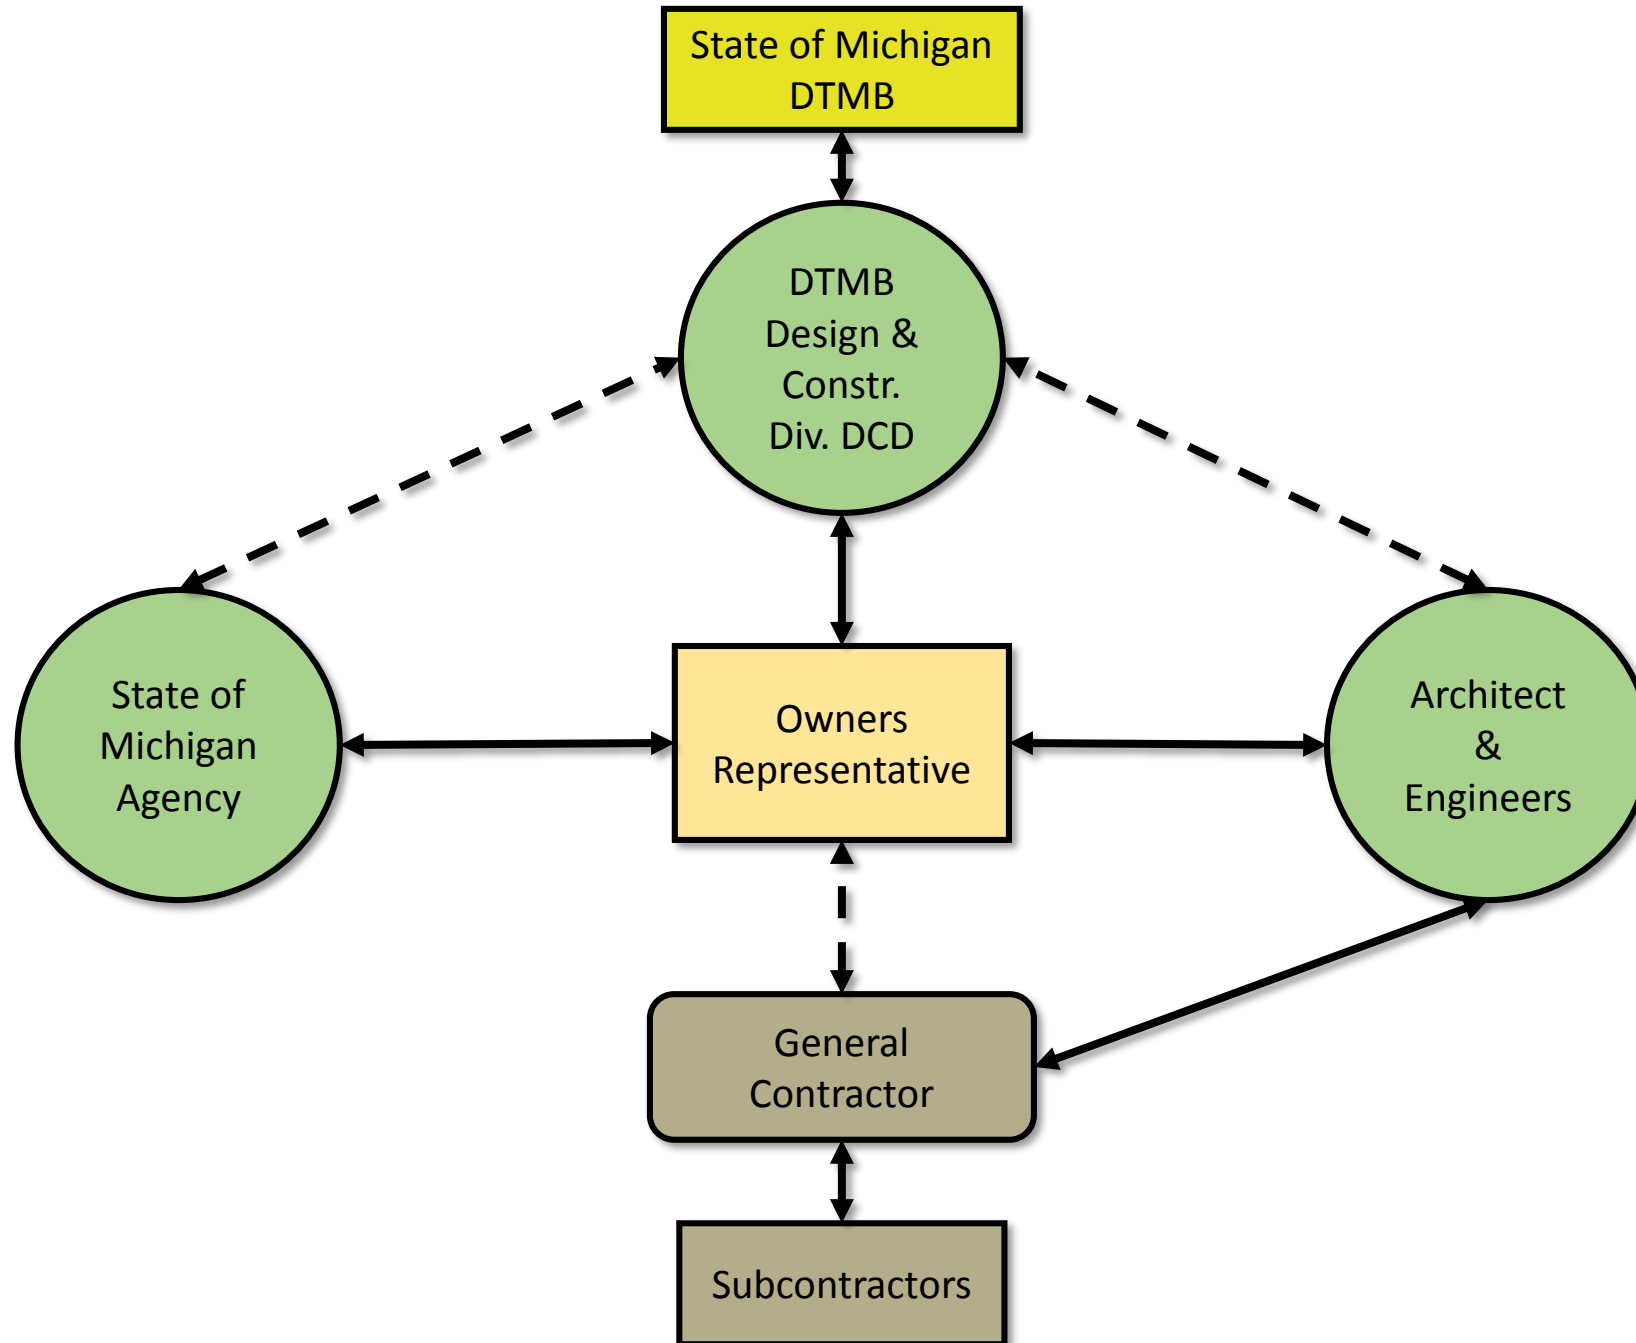 State of Michigan
DTMB
DTMB
Design &
Constr.
Div. DCD
State of
Michigan
Agency
Owners
Representative
Architect
&
Engineers
General
Contractor
Subcontractors